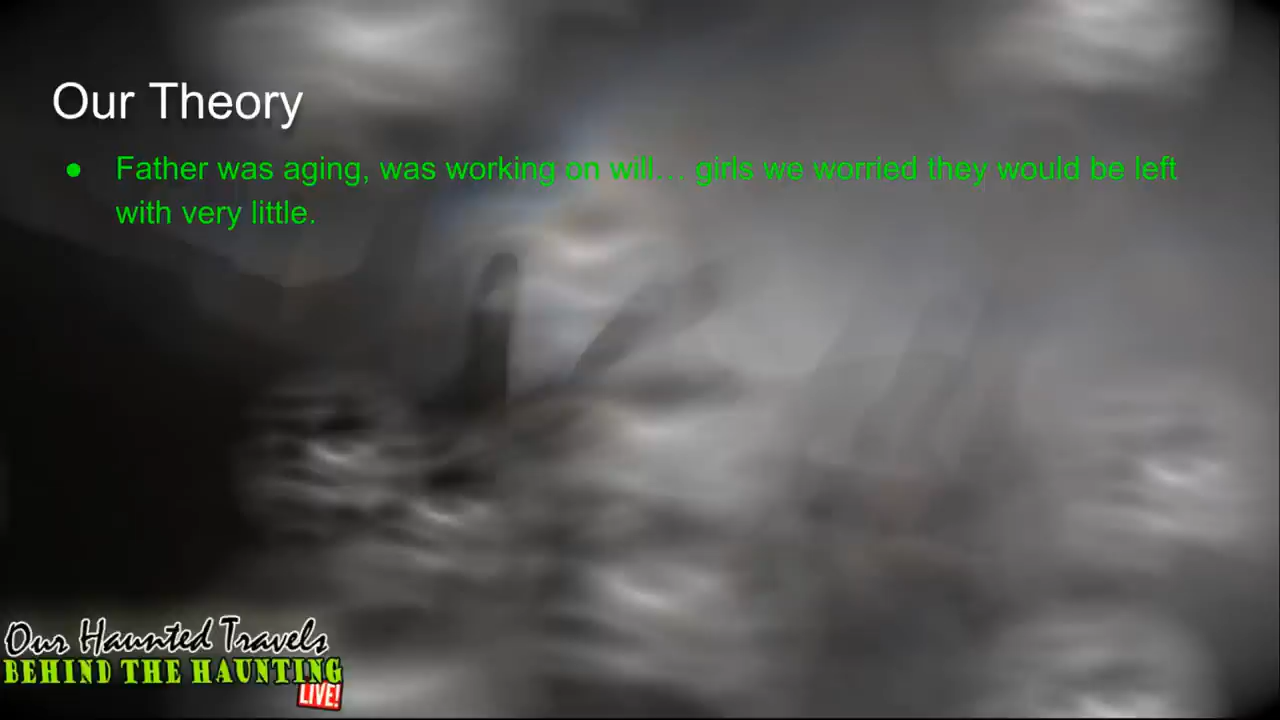 Our Theory
● Father was aging, was working on will… girls we worried they would be left
with very little.
Our Haunted Travels
BEHIND THE HAUNTING
LIVE!